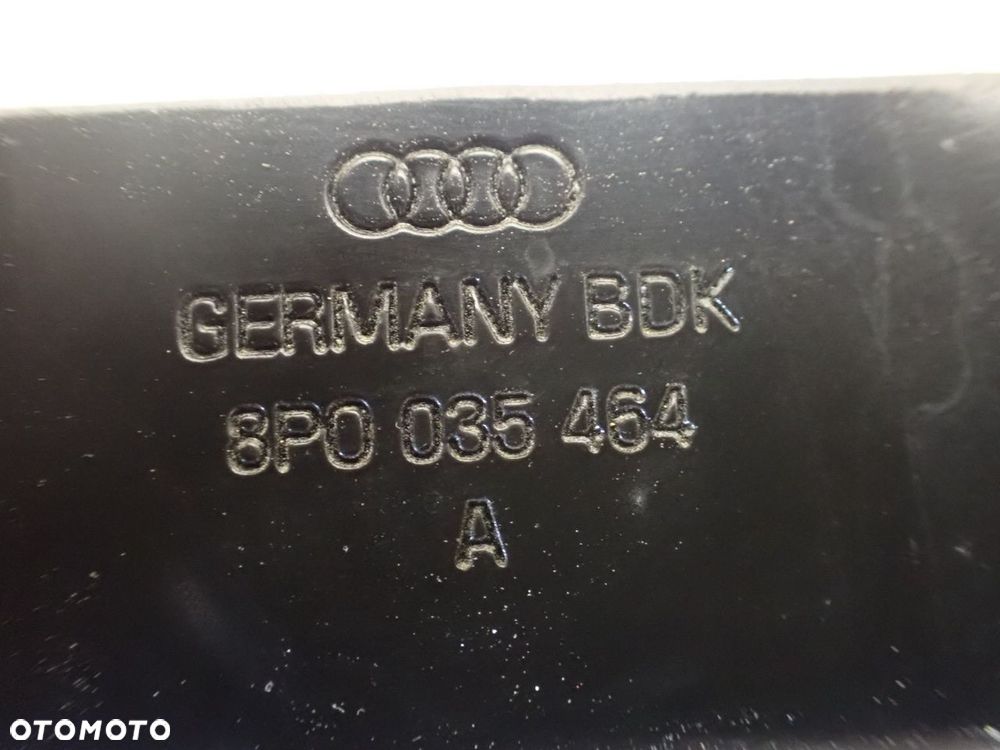 GERMANY BDK
8P0 035 464
A
OTOMOTO